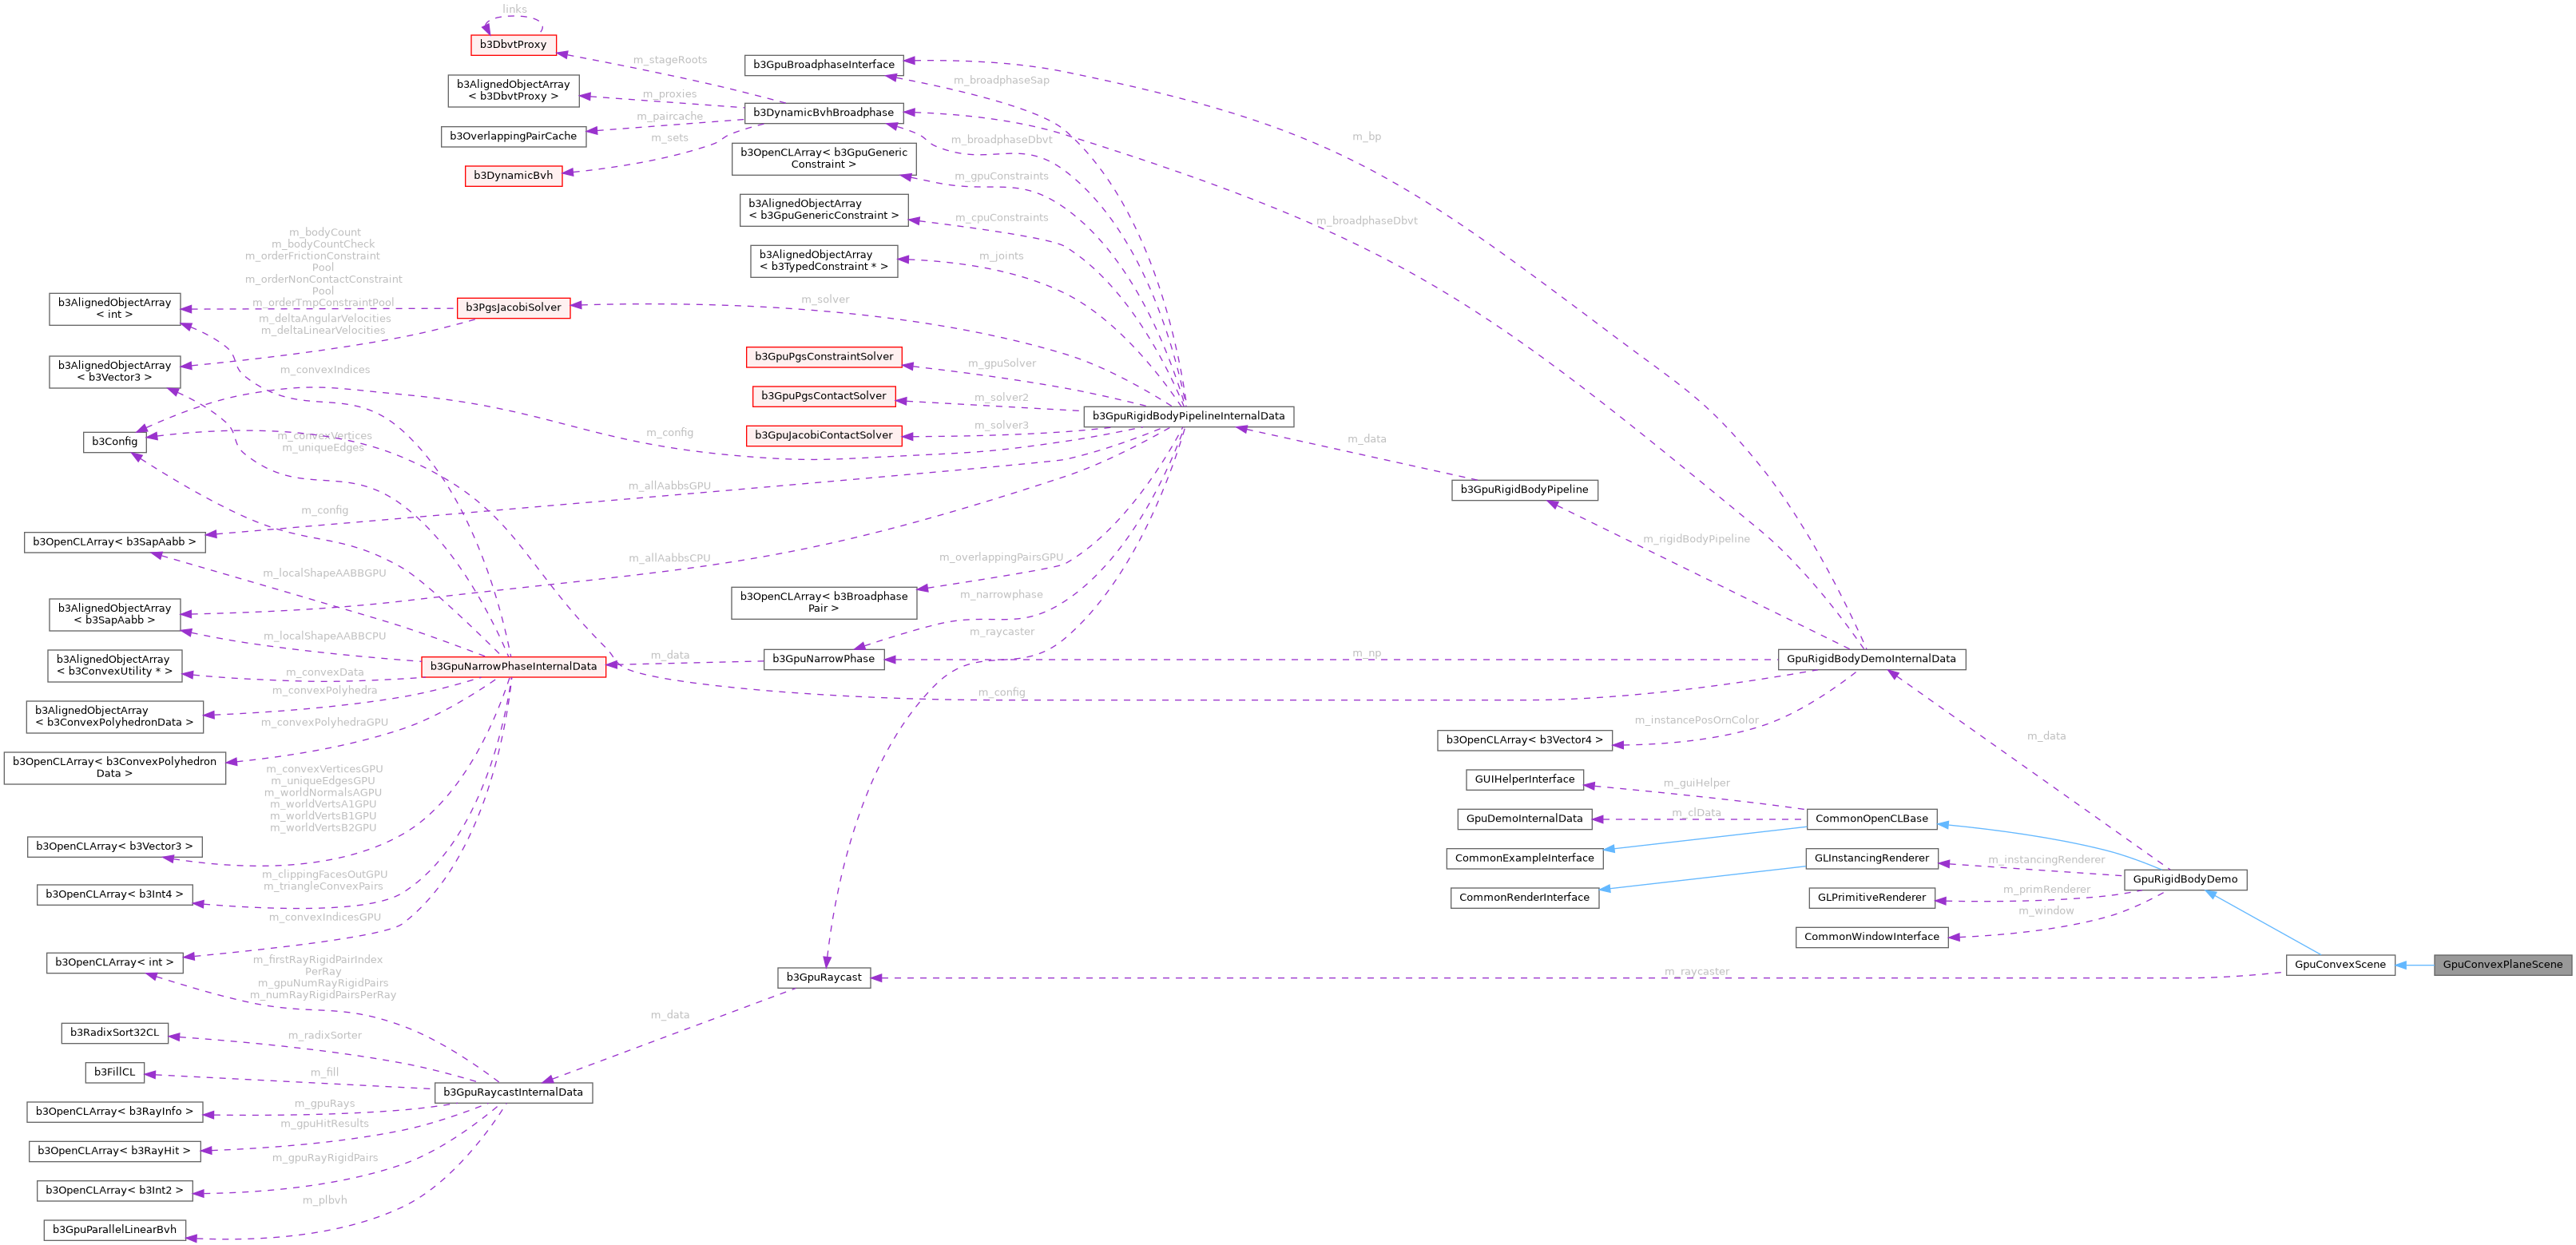 links
b3DbvtProxy
m_stageRoots
b3GpuBroadphaseInterface
m_broadphaseSap
b3AlignedObjectArray
< b3DbvtProxy >
m_proxies
b3DynamicBvhBroadphase
m_paircache
b3OverlappingPairCache
m_sets
m_broadphaseDbvt
m_bp
b3OpenCLArray< b3GpuGeneric
Constraint >
b3DynamicBvh
m_gpuConstraints
b3AlignedObjectArray
< b3GpuGenericConstraint >
m_cpuConstraints
m_broadphaseDbvt
m_bodyCount
m_bodyCountCheck
m_orderFrictionConstraint
Pool
m_orderNonContactConstraint
Pool
m_orderTmpConstraintPool
b3AlignedObjectArray
< b3TypedConstraint * >
m_joints
b3AlignedObjectArray
< int >
b3PgsJacobiSolver
m_solver
m_deltaAngularVelocities
m_deltaLinearVelocities
b3AlignedObjectArray
< b3Vector3 >
m_convexIndices
b3GpuPgsConstraintSolver
m_gpuSolver
b3GpuPgsContactSolver
m_solver2
b3GpuRigidBodyPipelineInternalData
b3Config
m_convexVertices
m_uniqueEdges
m_config
b3GpuJacobiContactSolver
m_solver3
m_data
m_allAabbsGPU
b3GpuRigidBodyPipeline
m_config
b3OpenCLArray< b3SapAabb >
m_rigidBodyPipeline
m_localShapeAABBGPU
m_allAabbsCPU
m_overlappingPairsGPU
b3OpenCLArray< b3Broadphase
Pair >
m_narrowphase
b3AlignedObjectArray
< b3SapAabb >
m_localShapeAABBCPU
m_raycaster
b3AlignedObjectArray
< b3ConvexUtility * >
m_convexData
b3GpuNarrowPhaseInternalData
m_data
b3GpuNarrowPhase
m_np
GpuRigidBodyDemoInternalData
m_convexPolyhedra
m_config
b3AlignedObjectArray
< b3ConvexPolyhedronData >
m_convexPolyhedraGPU
m_instancePosOrnColor
b3OpenCLArray< b3Vector4 >
m_data
b3OpenCLArray< b3ConvexPolyhedron
Data >
m_convexVerticesGPU
m_uniqueEdgesGPU
m_worldNormalsAGPU
m_worldVertsA1GPU
m_worldVertsB1GPU
m_worldVertsB2GPU
GUIHelperInterface
m_guiHelper
GpuDemoInternalData
m_clData
CommonOpenCLBase
b3OpenCLArray< b3Vector3 >
CommonExampleInterface
GLInstancingRenderer
m_instancingRenderer
m_clippingFacesOutGPU
m_triangleConvexPairs
b3OpenCLArray< b3Int4 >
CommonRenderInterface
GLPrimitiveRenderer
m_primRenderer
GpuRigidBodyDemo
m_convexIndicesGPU
m_window
CommonWindowInterface
b3OpenCLArray< int >
m_firstRayRigidPairIndex
PerRay
m_gpuNumRayRigidPairs
m_numRayRigidPairsPerRay
b3GpuRaycast
m_raycaster
GpuConvexScene
GpuConvexPlaneScene
m_data
b3RadixSort32CL
m_radixSorter
b3FillCL
m_fill
b3GpuRaycastInternalData
b3OpenCLArray< b3RayInfo >
m_gpuRays
m_gpuHitResults
b3OpenCLArray< b3RayHit >
m_gpuRayRigidPairs
b3OpenCLArray< b3Int2 >
m_plbvh
b3GpuParallelLinearBvh